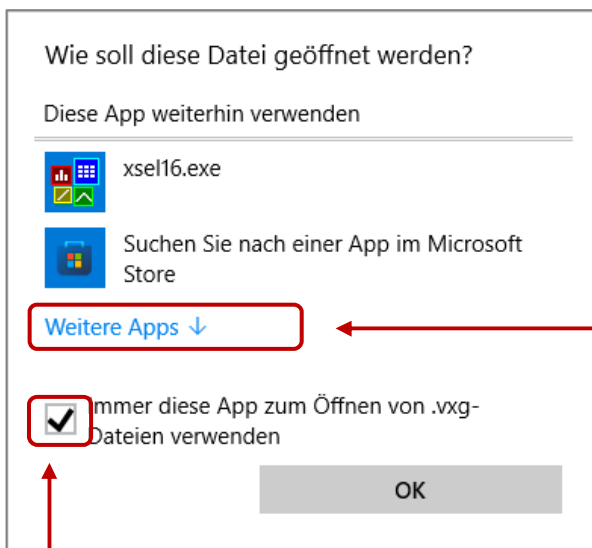 Wie soll diese Datei geöffnet werden?
Diese App weiterhin verwenden
xsel16.exe
Suchen Sie nach einer App im Microsoft
Store
Weitere Apps ↓
Immer diese App zum Öffnen von .vxg-
Dateien verwenden
OK